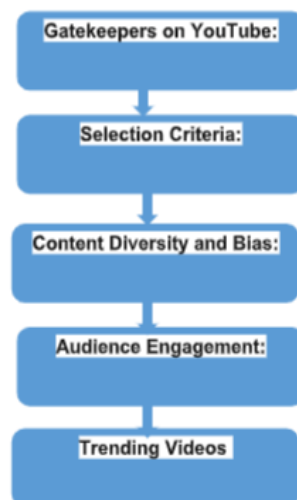 Gatekeepers on YouTube:
Selection Criteria:
Content Diversity and Bias:
Audience Engagement:
Trending Videos